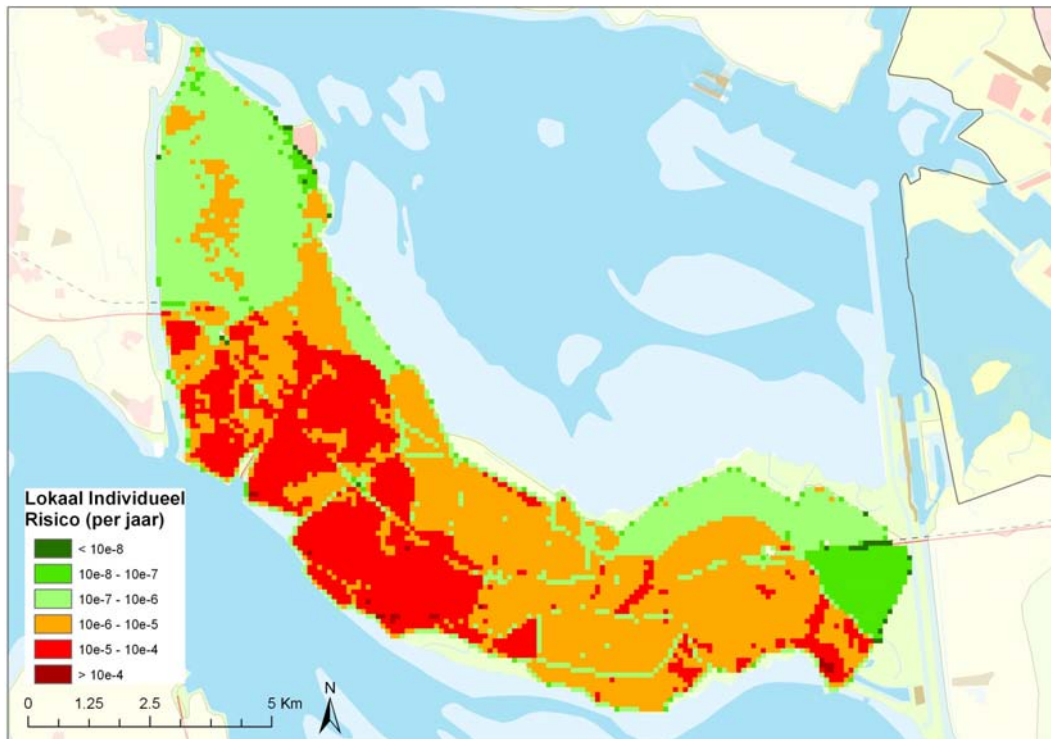 Lokaal Individueel
Risico (per jaar)
< 10e-8
10e-8 - 10e-7
10e-7 - 10e-6
10e-6 - 10e-5
10e-5 - 10e-4
> 10e-4
0 1.25 2.5 5 Km
N